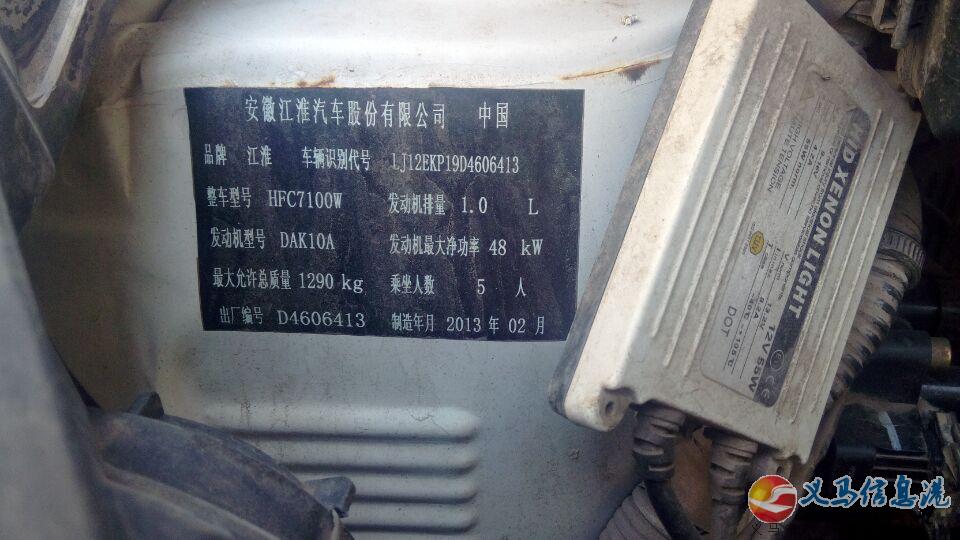 安徽江淮汽车股份有限公司 中国
品牌 江淮 车辆识别代号 LJ12EKP19D4606413
整车型号 HFC7100W 发动机排量 1.0 L
发动机型号 DAK10A 发动机最大净功率 48 kW
最大允许总质量 1290 kg 乘坐人数 5 人
出厂编号 D4606413 制造年月 2013 年 02 月
HID XENON LIGHT
12V 55W
DOT
义马信息港